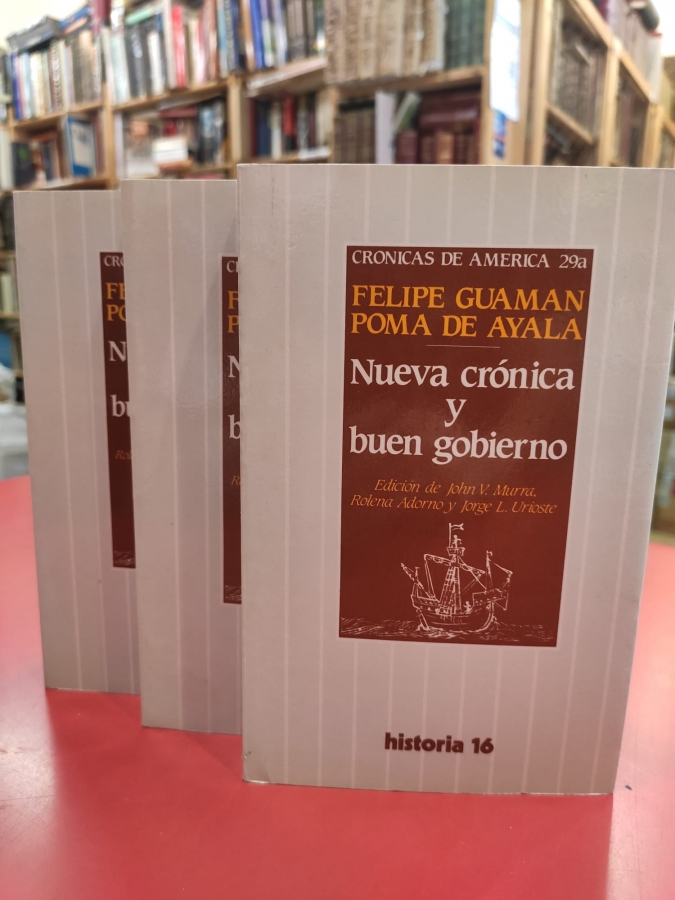 CRONICAS DE AMERICA 29a
FELIPE GUAMAN
POMA DE AYALA
Nueva crónica
y
buen gobierno
Edición de John V. Murra,
Rolena Adorno y Jorge L. Urioste
historia 16